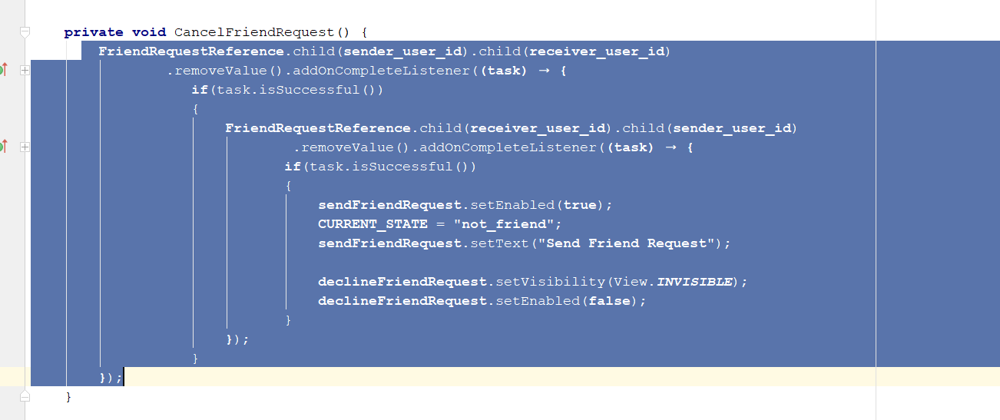 private void CancelFriendRequest() {
FriendRequestReference.child(sender_user_id).child(receiver_user_id)
.removeValue().addOnCompleteListener((task) → {
if(task.isSuccessful())
{
FriendRequestReference.child(receiver_user_id).child(sender_user_id)
.removeValue().addOnCompleteListener((task) → {
if(task.isSuccessful())
{
sendFriendRequest.setEnabled(true);
CURRENT_STATE = "not_friend";
sendFriendRequest.setText("Send Friend Request");
declineFriendRequest.setVisibility(View.INVISIBLE);
declineFriendRequest.setEnabled(false);
}
});
}
});
}